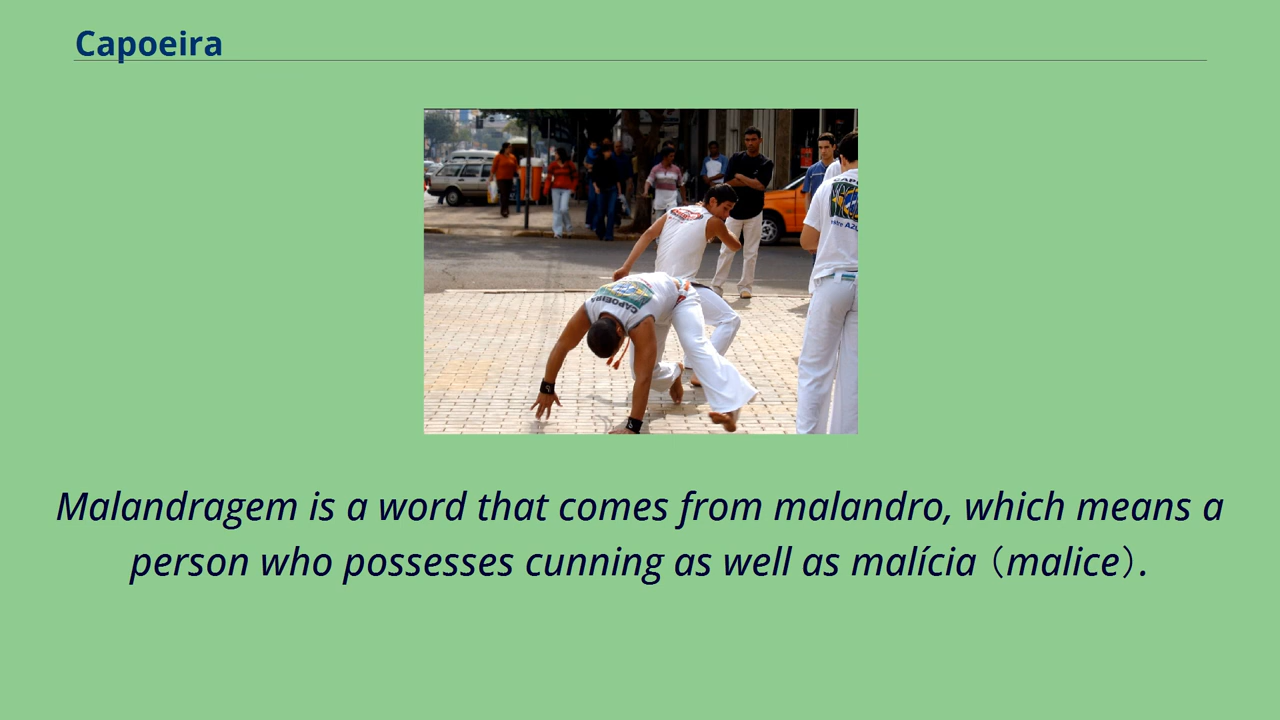 Capoeira
Malandragem is a word that comes from malandro, which means a
person who possesses cunning as well as malícia（malice）.
CAPOEIRA